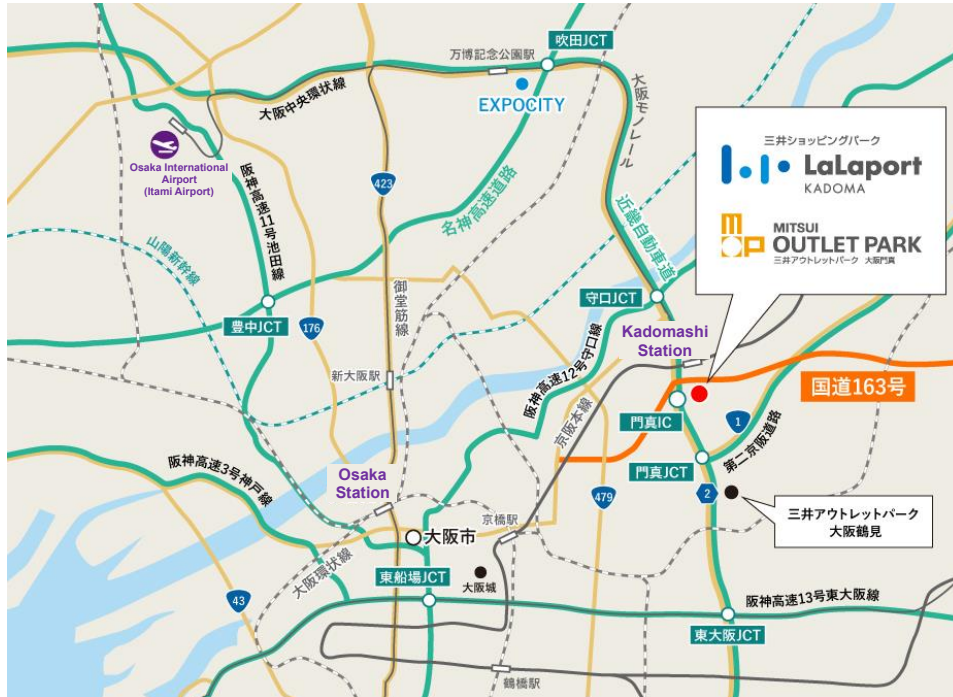 吹田JCT
万博記念公園駅
大阪中央環状線
EXPOCITY
大阪モノレール
Osaka International
Airport
(Itami Airport)
阪神高速11号池田線
423
名神高速道路
近畿自動車道
三井ショッピングパーク
LaLaport
KADOMA
MITSUI
OUTLET PARK
三井アウトレットパーク 大阪門真
山陽新幹線
御堂筋線
守口JCT
豊中JCT
176
Kadomashi
Station
新大阪駅
阪神高速12号守口線
京阪本線
国道163号
門真IC
1
第二京阪道路
門真JCT
阪神高速3号神戸線
Osaka
Station
479
2
三井アウトレットパーク
大阪鶴見
京橋駅
大阪市
大阪環状線
東船場JCT
大阪城
43
阪神高速13号東大阪線
東大阪JCT
鶴橋駅